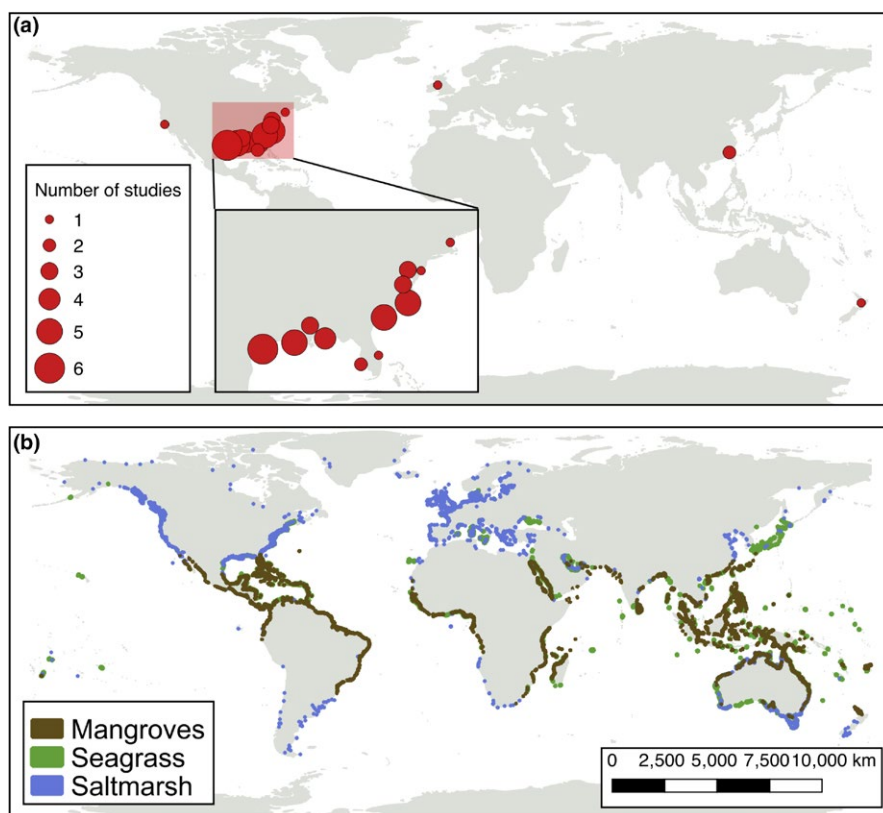 (a)
Number of studies
1
2
3
4
5
6
(b)
Mangroves
Seagrass
Saltmarsh
0 2,500 5,000 7,500 10,000 km